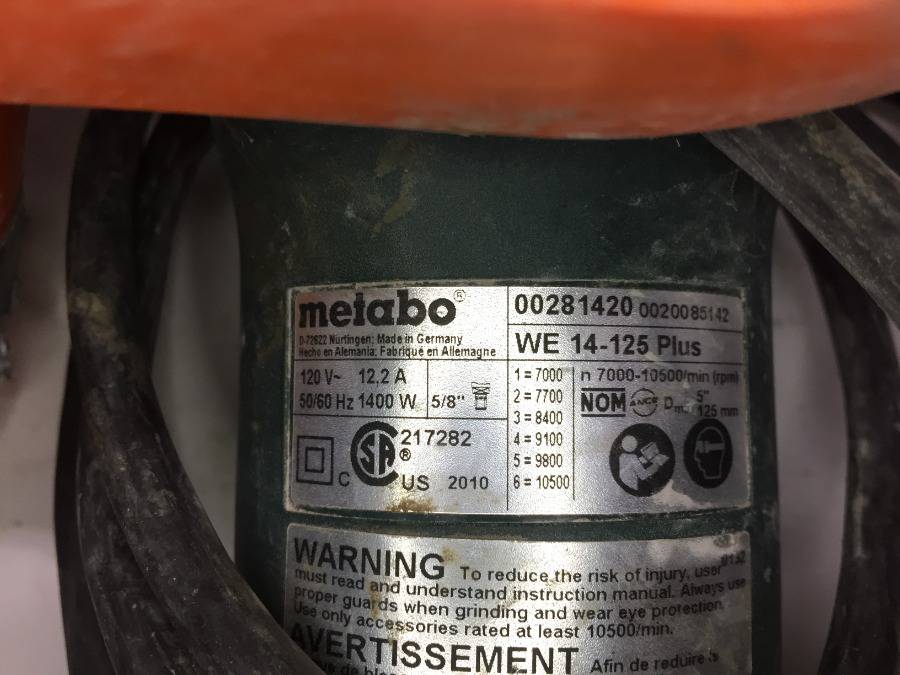 metabo®
D-72622 Nürtingen; Made in Germany
Hecho en Alemania; Fabriqué en Allemagne
00281420 0020085142
WE 14-125 Plus
120 V~ 12.2 A
50/60 Hz 1400 W
5/8"
217282
®
C US 2010
1 = 7000
2 = 7700
3 = 8400
4 = 9100
5 = 9800
6 = 10500
n 7000-10500/min (rpm)
NOM ANCE D 5"
125 mm
WARNING To reduce the risk of injury, user
must read and understand instruction manual. Always use
proper guards when grinding and wear eye protection.
Use only accessories rated at least 10500/min.
AVERTISSEMENT Afin de réduire